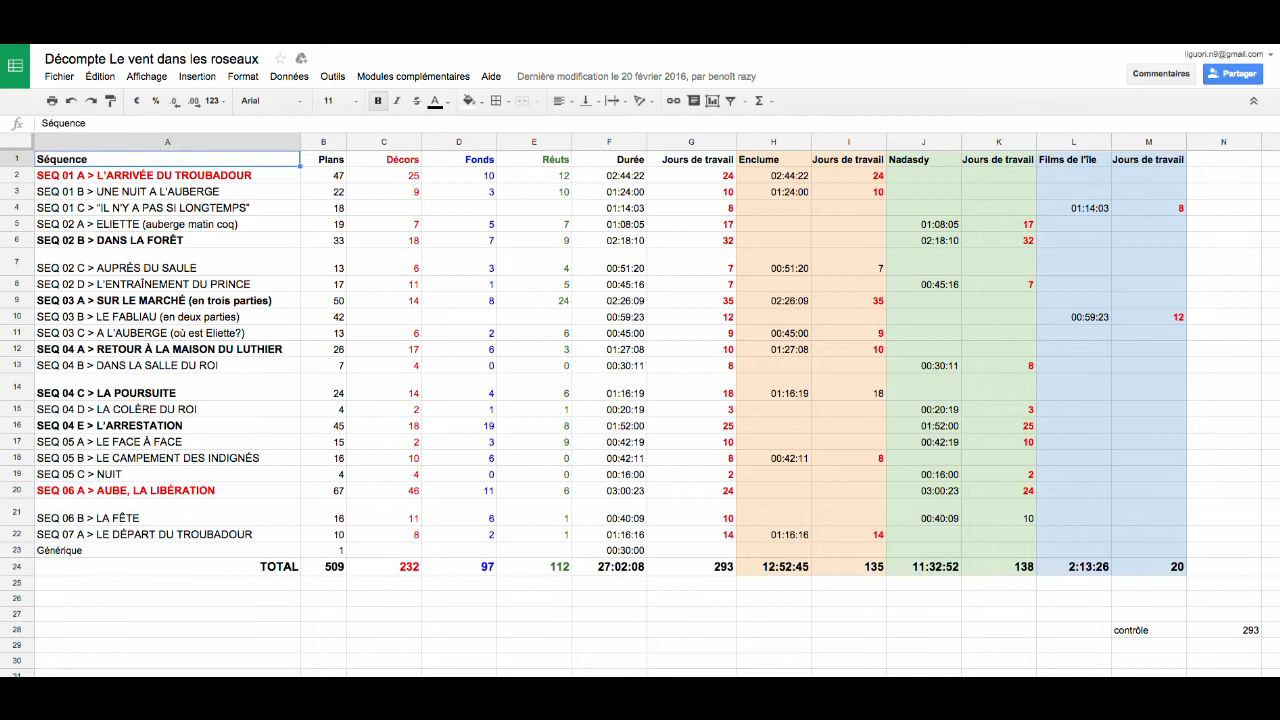 Décompte Le vent dans les roseaux
liguori.n9@gmail.com
Fichier Édition Affichage Insertion Format Données Outils Modules complémentaires Aide Dernière modification le 20 février 2016, par benoît razy
Commentaires Partager
€ % .0 .00 123 Arial 11 B I S A Σ
fx Séquence
A B C D E F G H I J K L M N
1 Séquence Plans Décors Fonds Réuts Durée Jours de travail Enclume Jours de travail Nadasdy Jours de travail Films de l'île Jours de travail
2 SEQ 01 A > L'ARRIVÉE DU TROUBADOUR 47 25 10 12 02:44:22 24 02:44:22 24
3 SEQ 01 B > UNE NUIT A L'AUBERGE 22 9 3 10 01:24:00 10 01:24:00 10
4 SEQ 01 C > "IL N'Y A PAS SI LONGTEMPS" 18 01:14:03 8 01:14:03 8
5 SEQ 02 A > ELIETTE (auberge matin coq) 19 7 5 7 01:08:05 17 01:08:05 17
6 SEQ 02 B > DANS LA FORÊT 33 18 7 9 02:18:10 32 02:18:10 32
7 SEQ 02 C > AUPRÈS DU SAULE 13 6 3 4 00:51:20 7 00:51:20 7
8 SEQ 02 D > L'ENTRAÎNEMENT DU PRINCE 17 11 1 5 00:45:16 7 00:45:16 7
9 SEQ 03 A > SUR LE MARCHÉ (en trois parties) 50 14 8 24 02:26:09 35 02:26:09 35
10 SEQ 03 B > LE FABLIAU (en deux parties) 42 00:59:23 12 00:59:23 12
11 SEQ 03 C > A L'AUBERGE (où est Eliette?) 13 6 2 6 00:45:00 9 00:45:00 9
12 SEQ 04 A > RETOUR À LA MAISON DU LUTHIER 26 17 6 3 01:27:08 10 01:27:08 10
13 SEQ 04 B > DANS LA SALLE DU ROI 7 4 0 0 00:30:11 8 00:30:11 8
14 SEQ 04 C > LA POURSUITE 24 14 4 6 01:16:19 18 01:16:19 18
15 SEQ 04 D > LA COLÈRE DU ROI 4 2 1 1 00:20:19 3 00:20:19 3
16 SEQ 04 E > L'ARRESTATION 45 18 19 8 01:52:00 25 01:52:00 25
17 SEQ 05 A > LE FACE À FACE 15 2 3 9 00:42:19 10 00:42:19 10
18 SEQ 05 B > LE CAMPEMENT DES INDIGNÉS 16 10 6 0 00:42:11 8 00:42:11 8
19 SEQ 05 C > NUIT 4 4 0 0 00:16:00 2 00:16:00 2
20 SEQ 06 A > AUBE, LA LIBÉRATION 67 46 11 6 03:00:23 24 03:00:23 24
21 SEQ 06 B > LA FÊTE 16 11 6 1 00:40:09 10 00:40:09 10
22 SEQ 07 A > LE DÉPART DU TROUBADOUR 10 8 2 1 01:16:16 14 01:16:16 14
23 Générique 1 00:30:00
24 TOTAL 509 232 97 112 27:02:08 293 12:52:45 135 11:32:52 138 2:13:26 20
25
26
27
28 contrôle 293
29
30
31